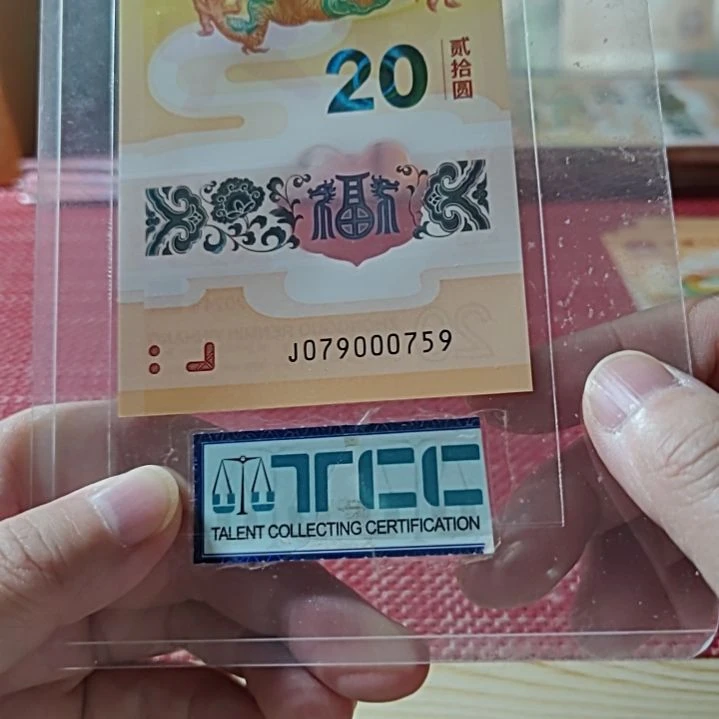 20
贰拾圆
福
J079000759
TCC
TALENT COLLECTING CERTIFICATION